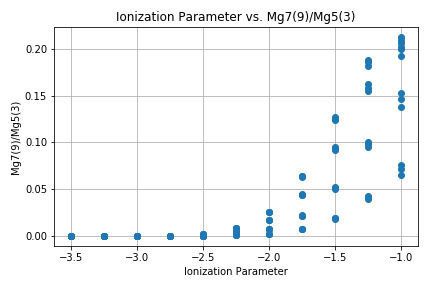 Ionization Parameter vs. Mg7(9)/Mg5(3)
Mg7(9)/Mg5(3)
0.20
0.15
0.10
0.05
0.00
−3.5 −3.0 −2.5 −2.0 −1.5 −1.0
Ionization Parameter